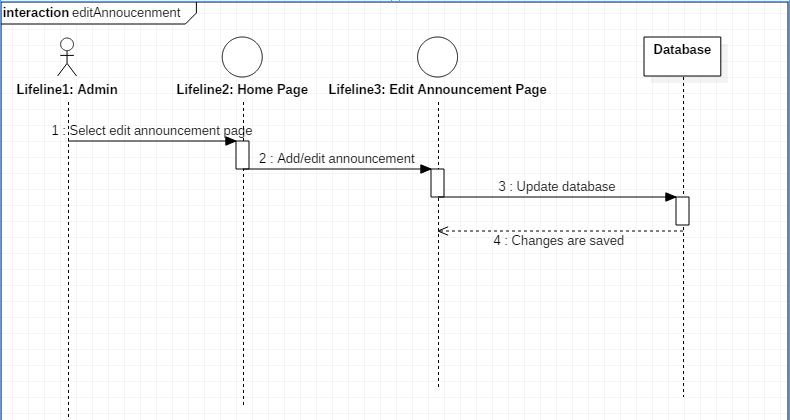 interaction editAnnoucenment
Lifeline1: Admin
Lifeline2: Home Page
Lifeline3: Edit Announcement Page
Database
1 : Select edit announcement page
2 : Add/edit announcement
3 : Update database
4 : Changes are saved